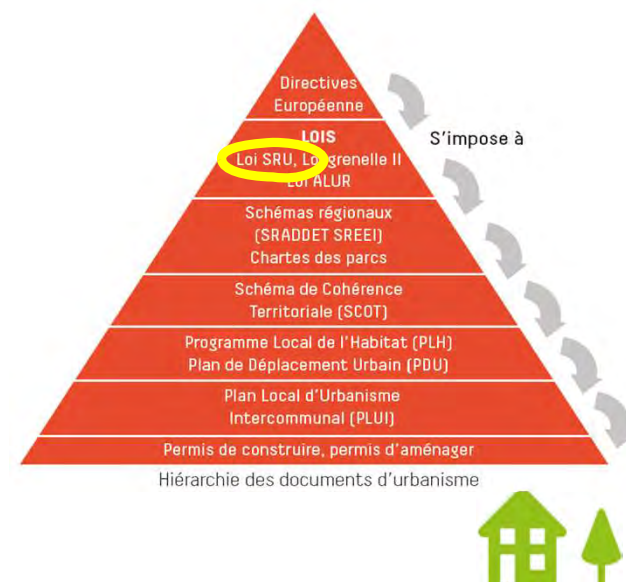 Directives
Européenne
LOIS
S'impose à
Loi SRU, Loi grenelle II
Loi ALUR
Schémas régionaux
(SRADDET SREEI)
Chartes des parcs
Schéma de Cohérence
Territoriale (SCOT)
Programme Local de l'Habitat (PLH)
Plan de Déplacement Urbain (PDU)
Plan Local d'Urbanisme
Intercommunal (PLUI)
Permis de construire, permis d'aménager
Hiérarchie des documents d'urbanisme